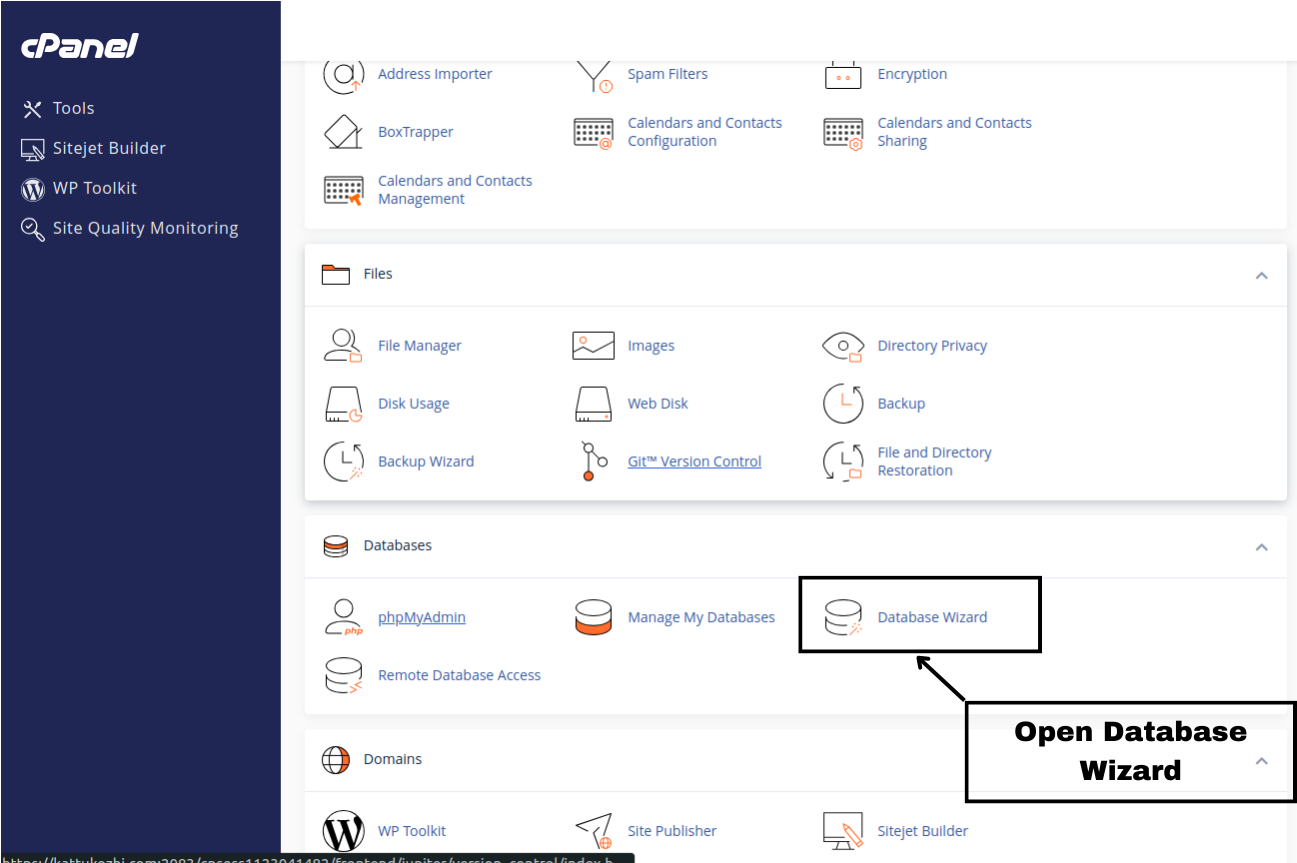 cPanel
Tools
Sitejet Builder
WP Toolkit
Site Quality Monitoring
Address Importer
Spam Filters
Encryption
BoxTrapper
Calendars and Contacts
Configuration
Calendars and Contacts
Sharing
Calendars and Contacts
Management
Files
File Manager
Images
Directory Privacy
Disk Usage
Web Disk
Backup
Backup Wizard
Git™ Version Control
File and Directory
Restoration
Databases
php
phpMyAdmin
Manage My Databases
Database Wizard
Remote Database Access
Open Database
Wizard
Domains
WP Toolkit
Site Publisher
Sitejet Builder